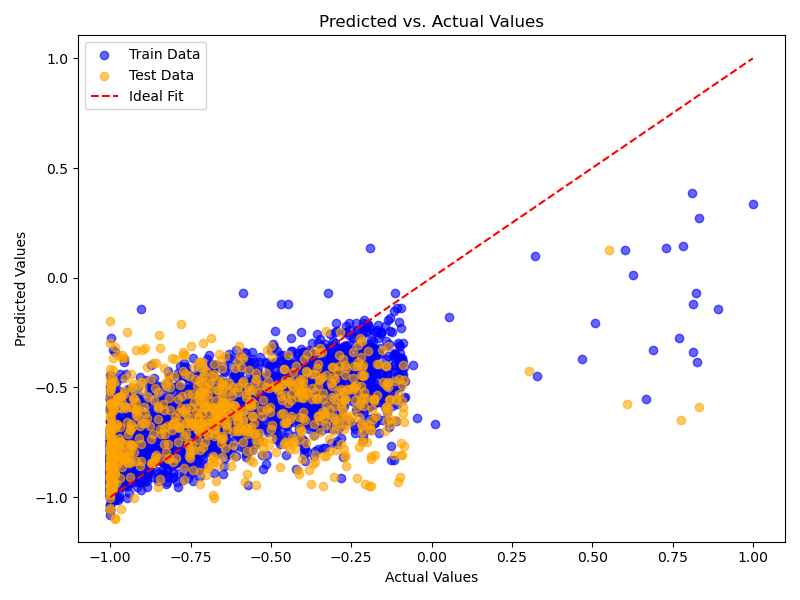 Predicted vs. Actual Values
Train Data
Test Data
Ideal Fit
1.0
0.5
0.0
−0.5
−1.0
Predicted Values
−1.00 −0.75 −0.50 −0.25 0.00 0.25 0.50 0.75 1.00
Actual Values